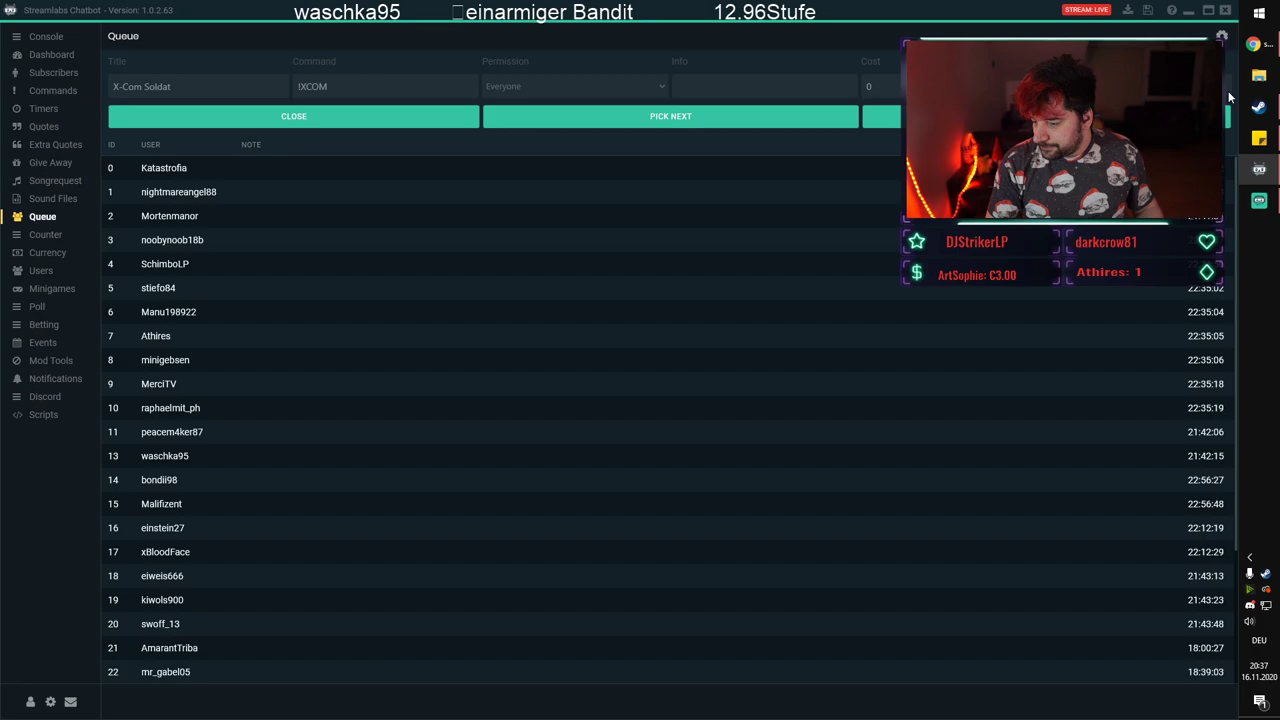 Streamlabs Chatbot - Version: 1.0.2.63
waschka95 einarmiger Bandit 12.96Stufe
STREAM: LIVE
Console
Dashboard
Subscribers
Commands
Timers
Quotes
Extra Quotes
Give Away
Songrequest
Sound Files
Queue
Counter
Currency
Users
Minigames
Poll
Betting
Events
Mod Tools
Notifications
Discord
Scripts
Queue
Title Command Permission Info Cost
X-Com Soldat !XCOM Everyone 0
CLOSE PICK NEXT
ID USER NOTE
0 Katastrofia
1 nightmareangel88
2 Mortenmanor
3 noobynoob18b
4 SchimboLP
5 stiefo84 22:35:02
6 Manu198922 22:35:04
7 Athires 22:35:05
8 minigebsen 22:35:06
9 MerciTV 22:35:18
10 raphaelmit_ph 22:35:19
11 peacem4ker87 21:42:06
13 waschka95 21:42:15
14 bondii98 22:56:27
15 Malifizent 22:56:48
16 einstein27 22:12:19
17 xBloodFace 22:12:29
18 eiweis666 21:43:13
19 kiwols900 21:43:23
20 swoff_13 21:43:48
21 AmarantTriba 18:00:27
22 mr_gabel05 18:39:03
DJStrikerLP darkcrow81
$ ArtSophie: €3.00 Athires: 1
s...
DEU
20:37
16.11.2020
1